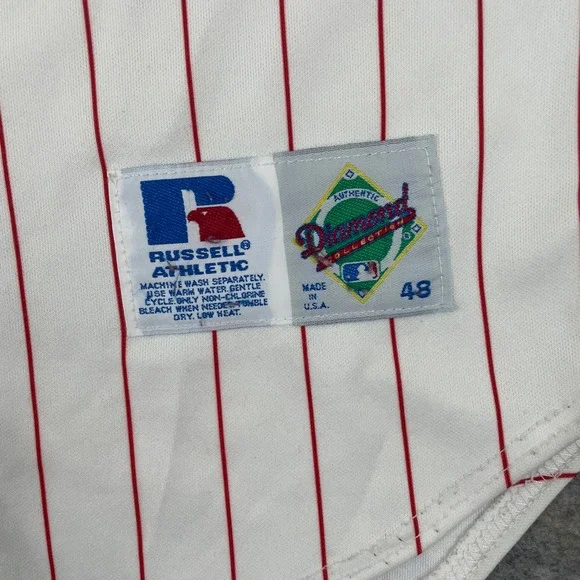 R
RUSSELL®
ATHLETIC
MACHINE WASH SEPARATELY.
USE WARM WATER.GENTLE
CYCLE.ONLY NON-CHLORINE
BLEACH WHEN NEEDED.TUMBLE
DRY. LOW HEAT.
AUTHENTIC
Diamond
COLLECTION
MADE IN
U.S.A.
48